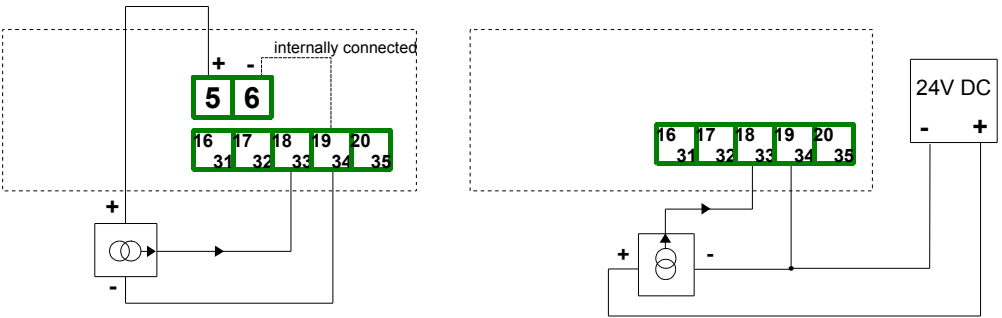 internally connected
+ -
5 6
16 17 18 19 20
31 32 33 34 35
+
-
16 17 18 19 20
31 32 33 34 35
+ -
24V DC
- +